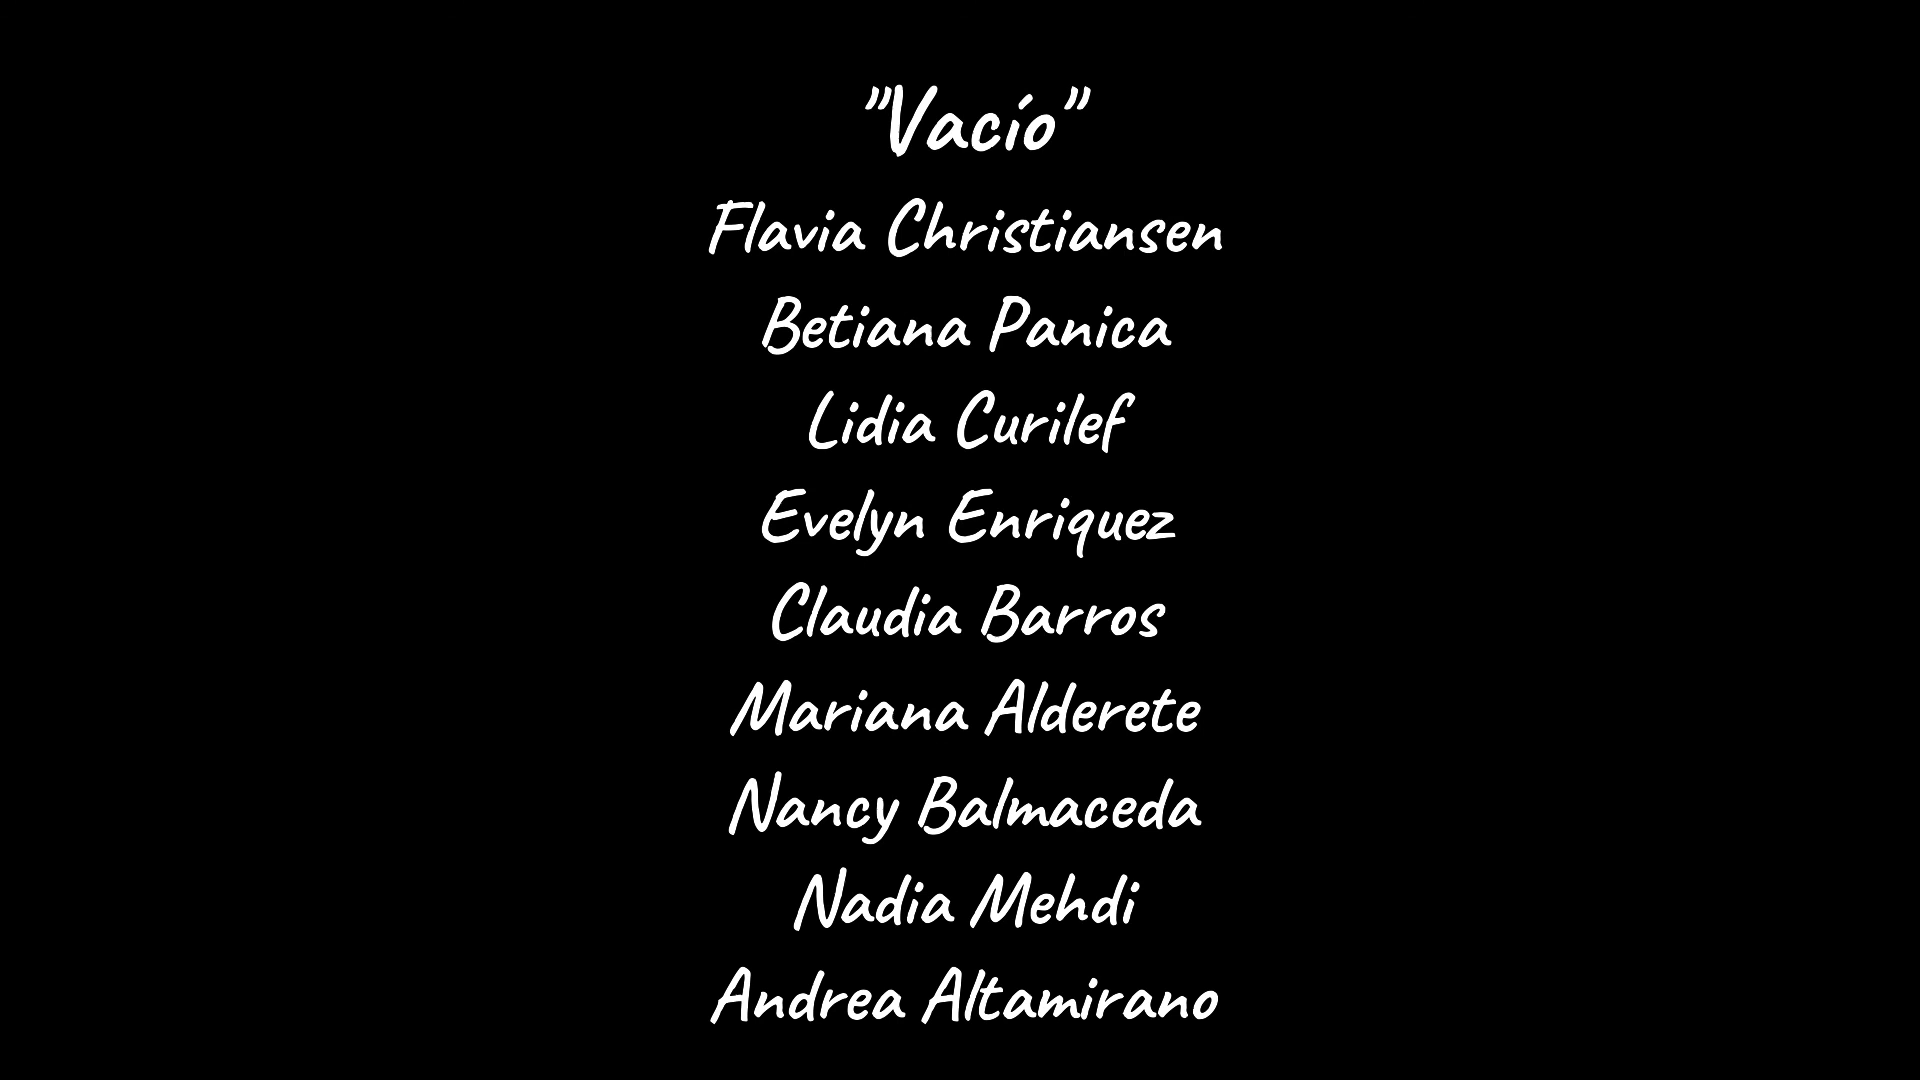 "Vacío"
Flavia Christiansen
Betiana Panica
Lidia Curilef
Evelyn Enriquez
Claudia Barros
Mariana Alderete
Nancy Balmaceda
Nadia Mehdi
Andrea Altamirano